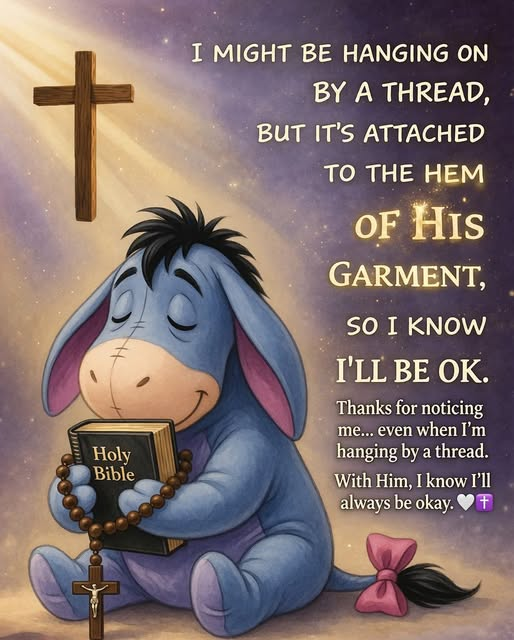 I MIGHT BE HANGING ON
BY A THREAD,
BUT IT'S ATTACHED
TO THE HEM
OF HIS
GARMENT,
SO I KNOW
I'LL BE OK.
Thanks for noticing
me... even when I'm
hanging by a thread.
With Him, I know I'll
always be okay. 🤍✝️
Holy
Bible